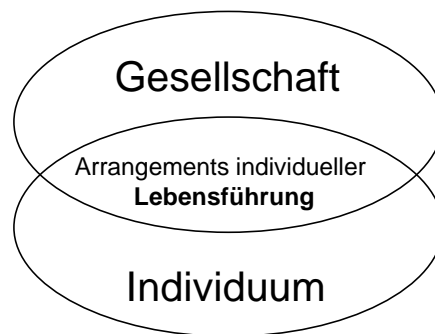 Gesellschaft
Arrangements individueller
Lebensführung
Individuum